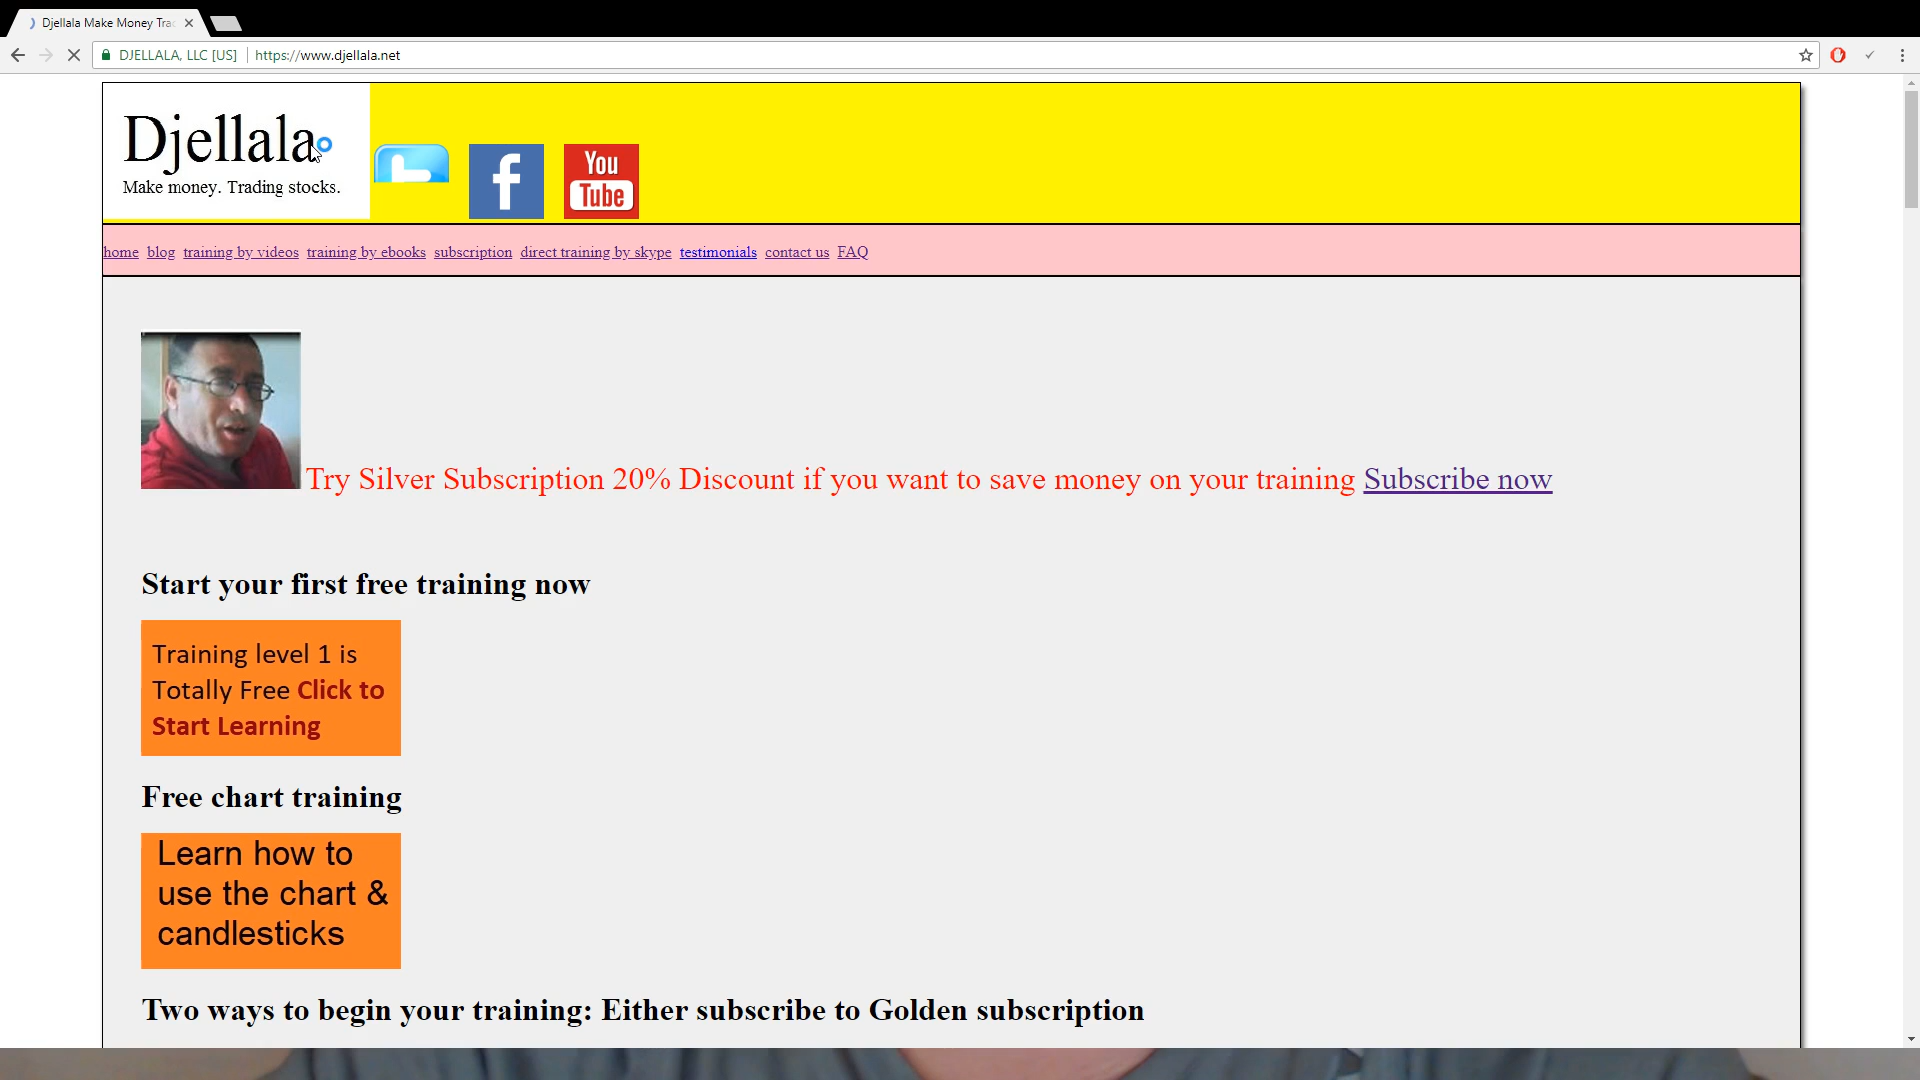 Djellala Make Money Trad
DJELLALA, LLC [US]
https://www.djellala.net
Djellala
Make money. Trading stocks.
f
You
Tube
home blog training by videos training by ebooks subscription direct training by skype testimonials contact us FAQ
Try Silver Subscription 20% Discount if you want to save money on your training Subscribe now
Start your first free training now
Training level 1 is
Totally Free Click to
Start Learning
Free chart training
Learn how to
use the chart &
candlesticks
Two ways to begin your training: Either subscribe to Golden subscription